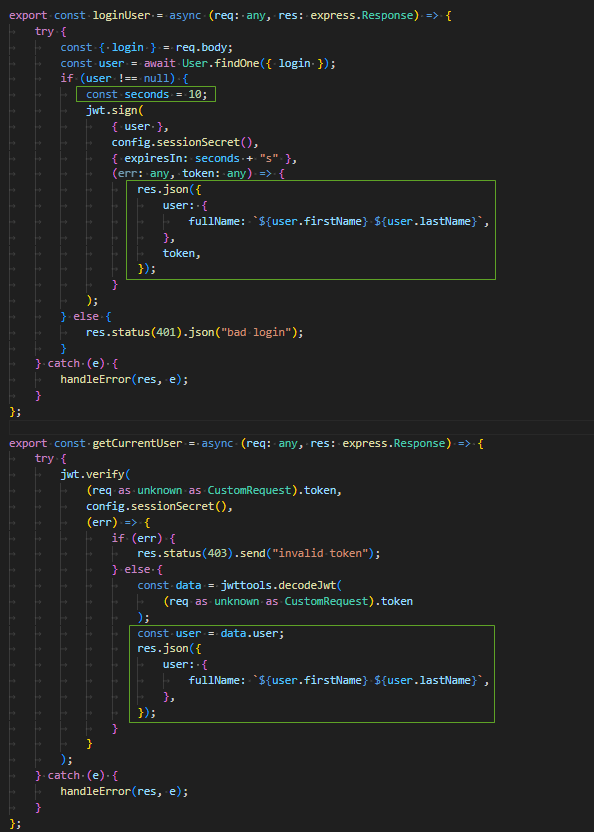 export const loginUser = async (req: any, res: express.Response) => {
try {
const { login } = req.body;
const user = await User.findOne({ login });
if (user !== null) {
const seconds = 10;
jwt.sign(
{ user },
config.sessionSecret(),
{ expiresIn: seconds + "s" },
(err: any, token: any) => {
res.json({
user: {
fullName: `${user.firstName} ${user.lastName}`,
},
token,
});
}
);
} else {
res.status(401).json("bad login");
}
} catch (e) {
handleError(res, e);
}
};
export const getCurrentUser = async (req: any, res: express.Response) => {
try {
jwt.verify(
(req as unknown as CustomRequest).token,
config.sessionSecret(),
(err) => {
if (err) {
res.status(403).send("invalid token");
} else {
const data = jwttools.decodeJwt(
(req as unknown as CustomRequest).token
);
const user = data.user;
res.json({
user: {
fullName: `${user.firstName} ${user.lastName}`,
},
});
}
}
);
} catch (e) {
handleError(res, e);
}
};